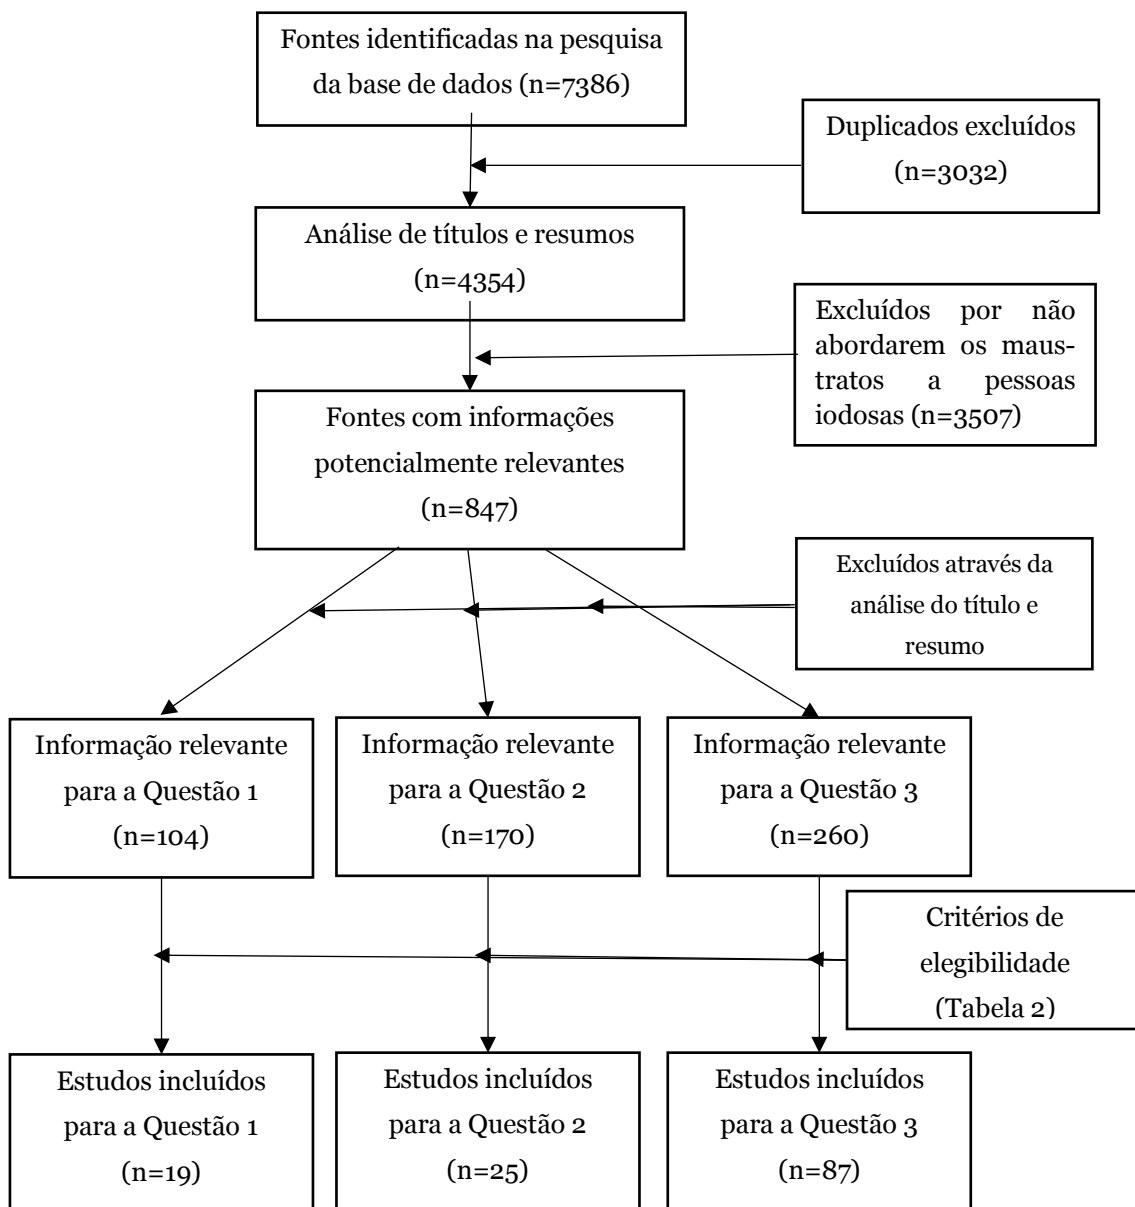 Fontes identificadas na pesquisa
da base de dados (n=7386)
Duplicados excluídos
(n=3032)
Análise de títulos e resumos
(n=4354)
Excluídos por não
abordarem os maus-
tratos a pessoas
iodosas (n=3507)
Fontes com informações
potencialmente relevantes
(n=847)
Excluídos através da
análise do título e
resumo
Informação relevante
para a Questão 1
(n=104)
Informação relevante
para a Questão 2
(n=170)
Informação relevante
para a Questão 3
(n=260)
Critérios de
elegibilidade
(Tabela 2)
Estudos incluídos
para a Questão 1
(n=19)
Estudos incluídos
para a Questão 2
(n=25)
Estudos incluídos
para a Questão 3
(n=87)